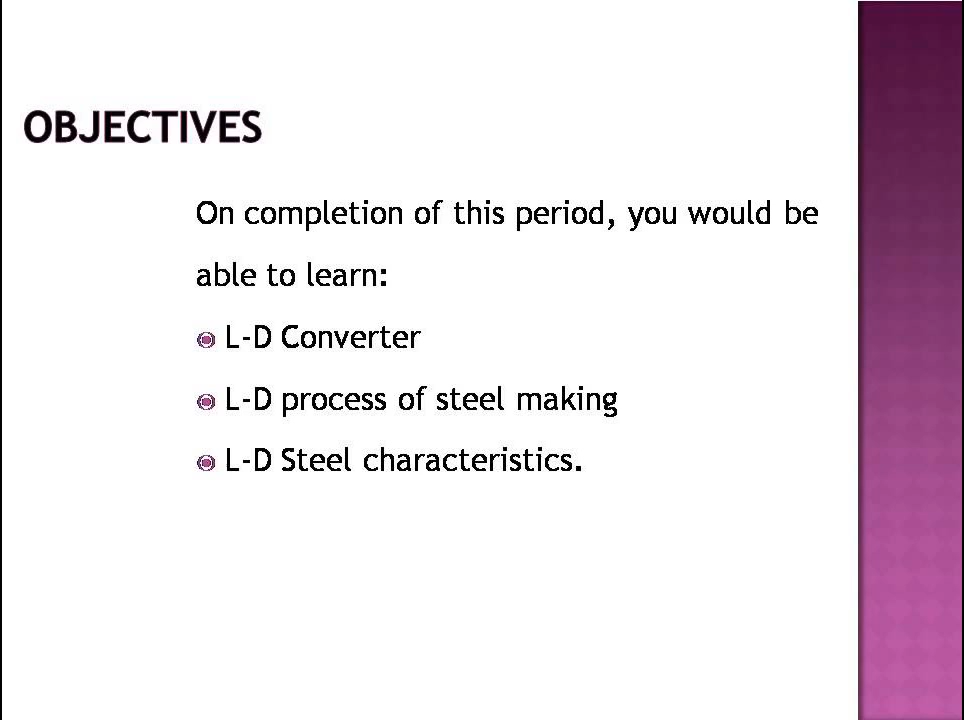 OBJECTIVES
On completion of this period, you would be
able to learn:
L-D Converter
L-D process of steel making
L-D Steel characteristics.